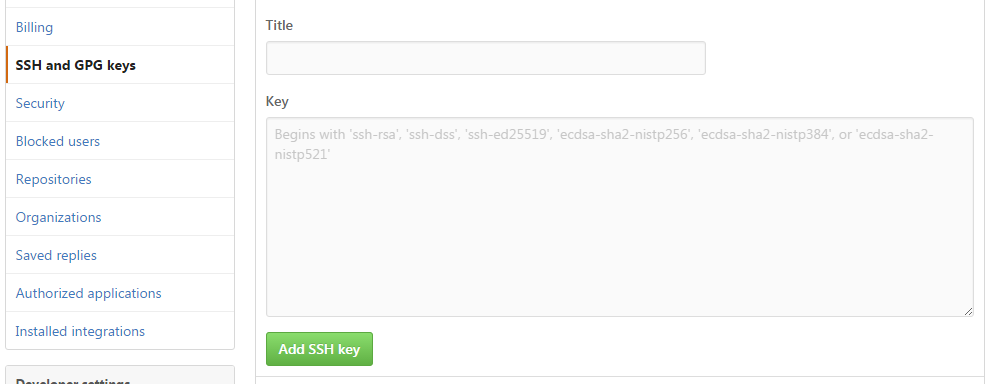 Billing
SSH and GPG keys
Security
Blocked users
Repositories
Organizations
Saved replies
Authorized applications
Installed integrations
Developer settings
Title
Key
Begins with 'ssh-rsa', 'ssh-dss', 'ssh-ed25519', 'ecdsa-sha2-nistp256', 'ecdsa-sha2-nistp384', or 'ecdsa-sha2-
nistp521'
Add SSH key